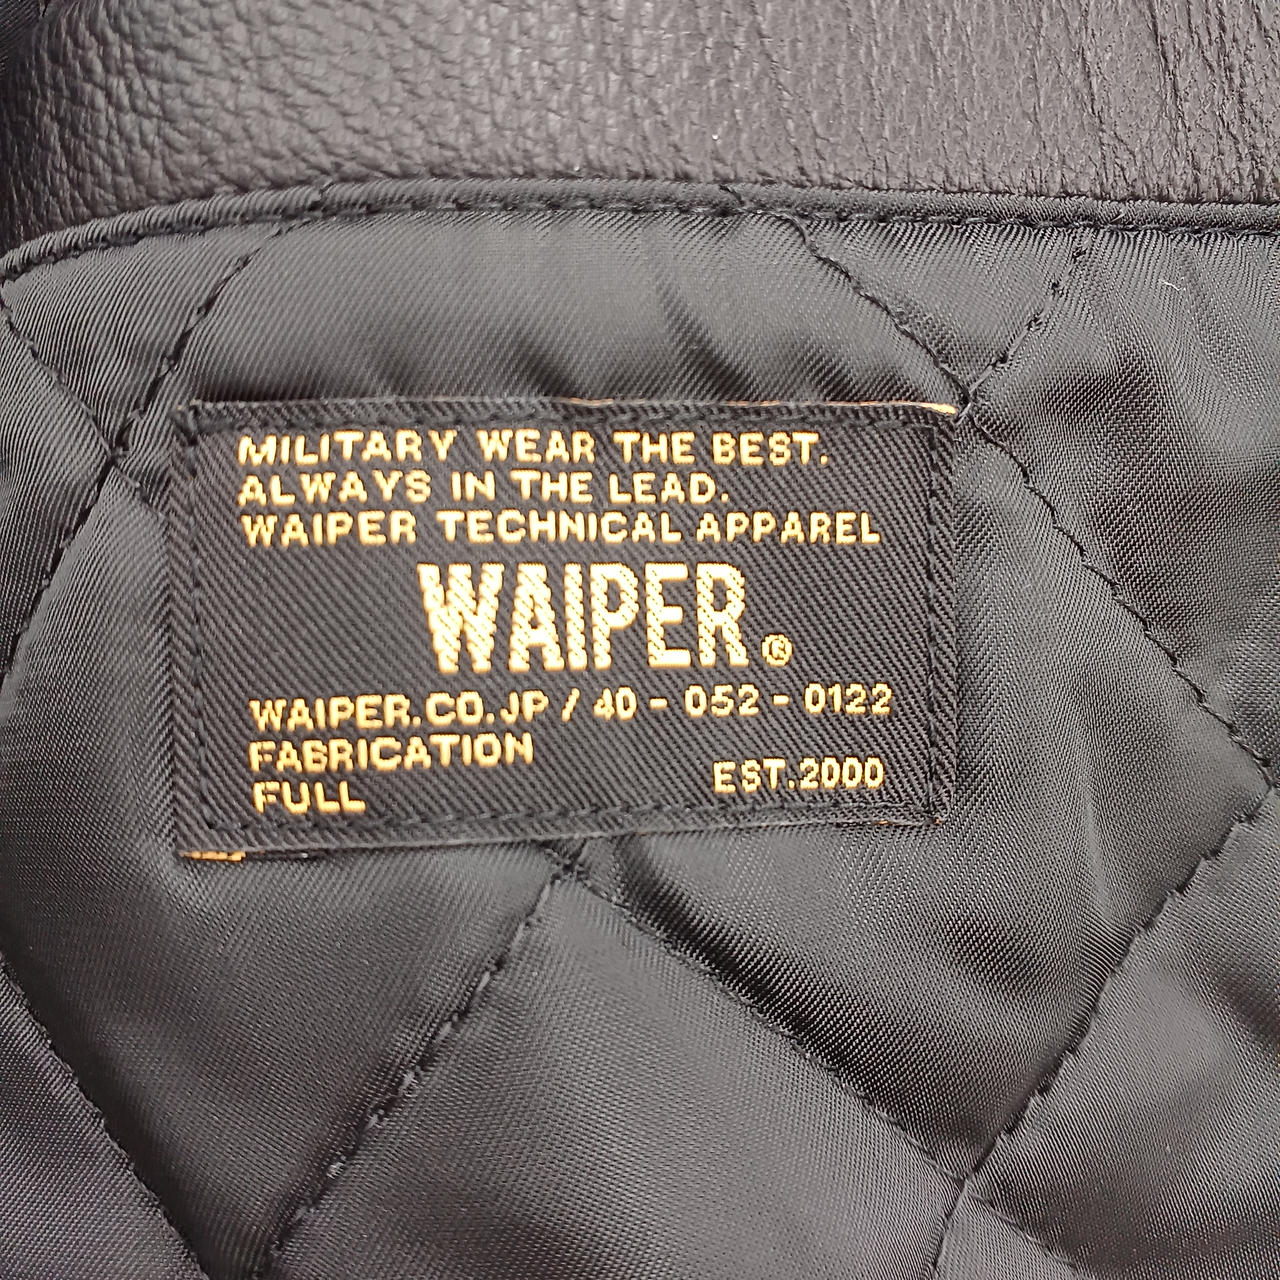 MILITARY WEAR THE BEST.
ALWAYS IN THE LEAD.
WAIPER TECHNICAL APPAREL
WAIPER®
WAIPER.CO.JP / 40 - 052 - 0122
FABRICATION
FULL
EST.2000